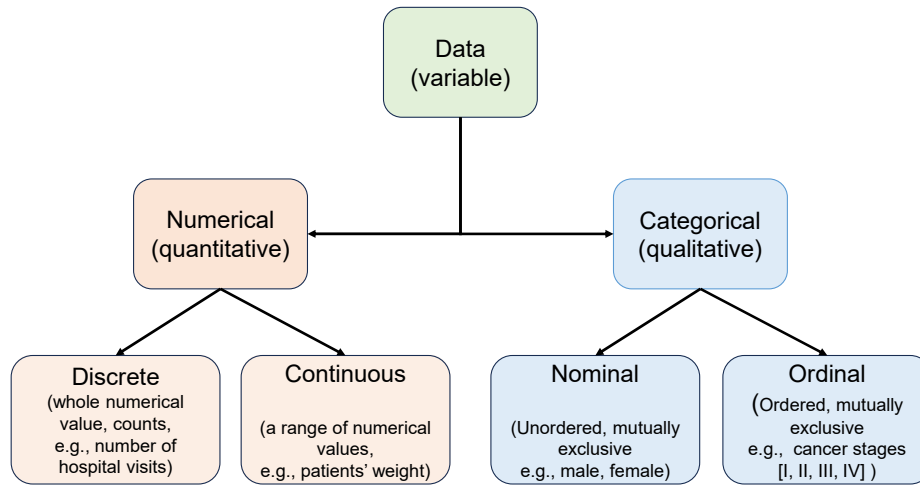 Data
(variable)
Numerical
(quantitative)
Categorical
(qualitative)
Discrete
(whole numerical
value, counts,
e.g., number of
hospital visits)
Continuous
(a range of numerical
values,
e.g., patients’ weight)
Nominal
(Unordered, mutually
exclusive
e.g., male, female)
Ordinal
(Ordered, mutually
exclusive
e.g., cancer stages
[I, II, III, IV] )